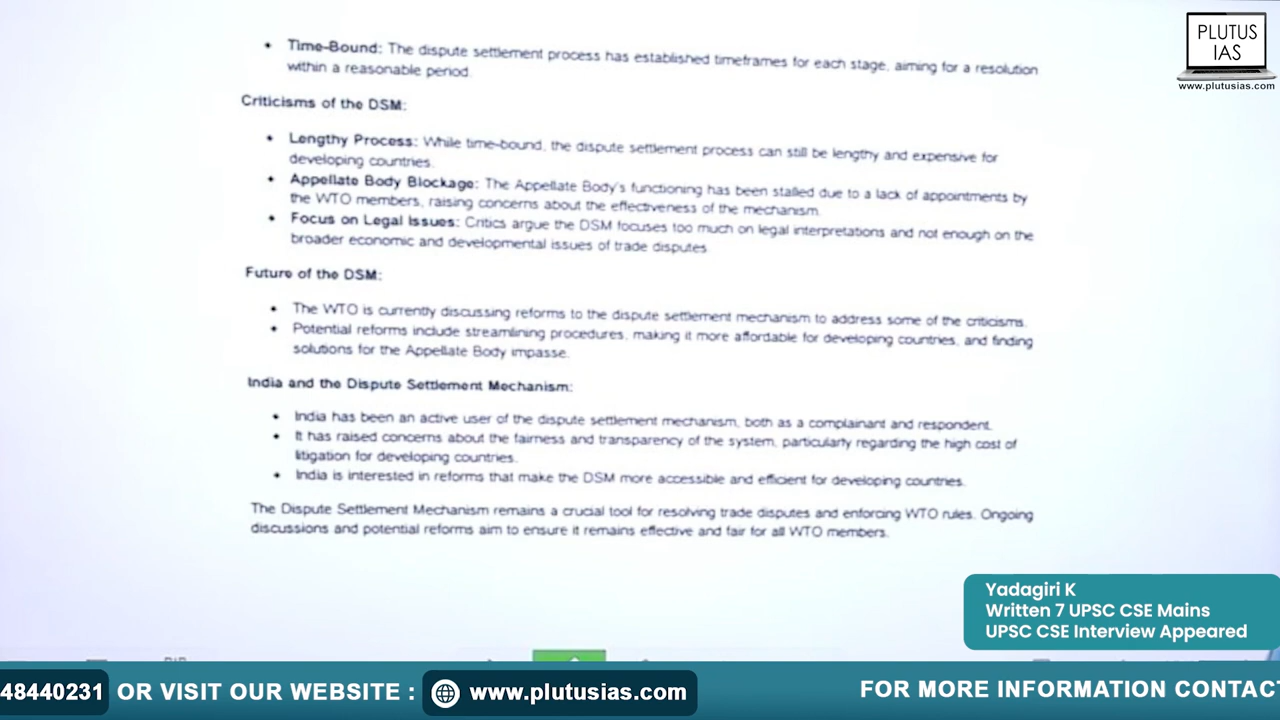 • Time-Bound: The dispute settlement process has established timeframes for each stage, aiming for a resolution
within a reasonable period.
Criticisms of the DSM:
• Lengthy Process: While time-bound, the dispute settlement process can still be lengthy and expensive for
developing countries.
• Appellate Body Blockage: The Appellate Body's functioning has been stalled due to a lack of appointments by
the WTO members, raising concerns about the effectiveness of the mechanism.
• Focus on Legal Issues: Critics argue the DSM focuses too much on legal interpretations and not enough on the
broader economic and developmental issues of trade disputes.
Future of the DSM:
• The WTO is currently discussing reforms to the dispute settlement mechanism to address some of the criticisms.
• Potential reforms include streamlining procedures, making it more affordable for developing countries, and finding
solutions for the Appellate Body impasse.
India and the Dispute Settlement Mechanism:
• India has been an active user of the dispute settlement mechanism, both as a complainant and respondent.
• It has raised concerns about the fairness and transparency of the system, particularly regarding the high cost of
litigation for developing countries.
• India is interested in reforms that make the DSM more accessible and efficient for developing countries.
The Dispute Settlement Mechanism remains a crucial tool for resolving trade disputes and enforcing WTO rules. Ongoing
discussions and potential reforms aim to ensure it remains effective and fair for all WTO members.
PLUTUS
IAS
www.plutusias.com
Yadagiri K
Written 7 UPSC CSE Mains
UPSC CSE Interview Appeared
48440231 OR VISIT OUR WEBSITE : www.plutusias.com FOR MORE INFORMATION CONTACT